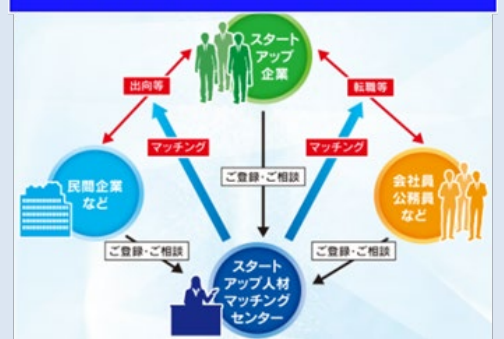 スタート
アップ
企業
出向等
転職等
マッチング
マッチング
ご登録・ご相談
民間企業
など
会社員
公務員
など
ご登録・ご相談
ご登録・ご相談
スタート
アップ人材
マッチング
センター